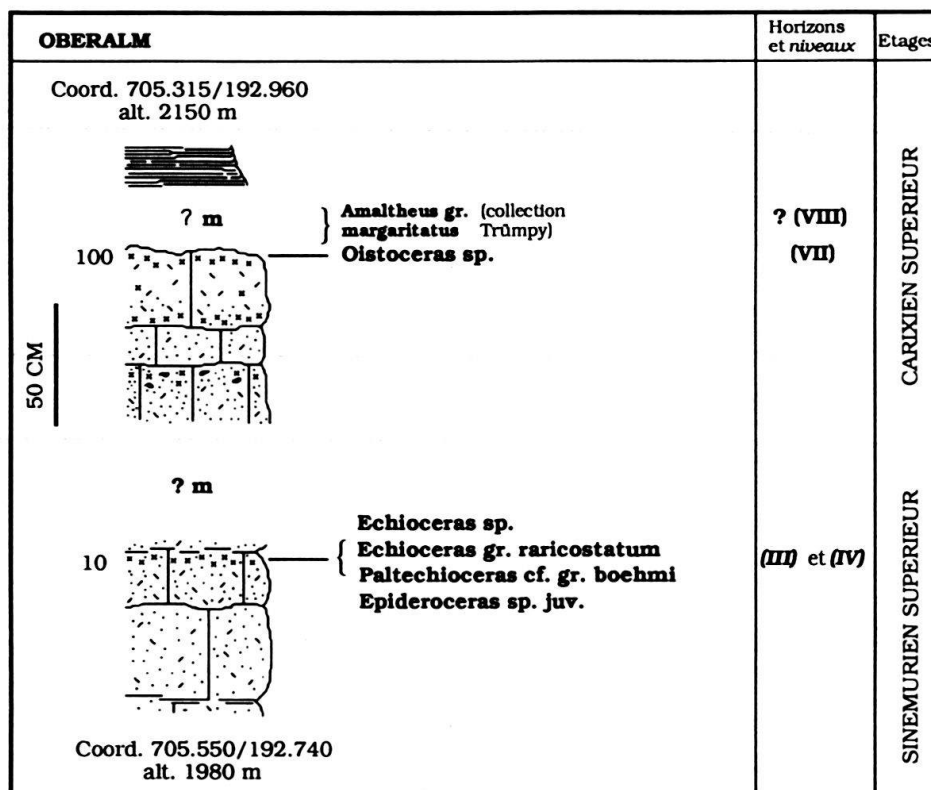 OBERALM
Horizons
et niveaux
Etages
Coord. 705.315/192.960
alt. 2150 m
? m
Amaltheus gr. (collection
margaritatus Trümpy)
? (VIII)
100
Oistoceras sp.
(VII)
CARIXIEN SUPERIEUR
50 CM
? m
Echioceras sp.
10
Echioceras gr. raricostatum
(III) et (IV)
Paltechioceras cf. gr. boehmi
Epideroceras sp. juv.
SINEMURIEN SUPERIEUR
Coord. 705.550/192.740
alt. 1980 m